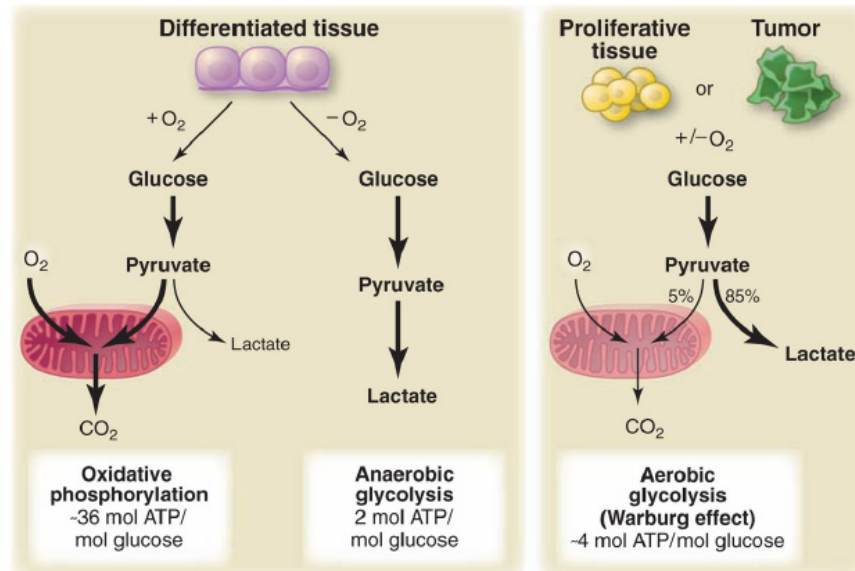 Differentiated tissue
+O₂
−O₂
Glucose
Glucose
O₂
Pyruvate
Pyruvate
Lactate
Lactate
CO₂
Oxidative
phosphorylation
~36 mol ATP/
mol glucose
Anaerobic
glycolysis
2 mol ATP/
mol glucose
Proliferative
tissue
or
Tumor
+/−O₂
Glucose
O₂
Pyruvate
5%
85%
Lactate
CO₂
Aerobic
glycolysis
(Warburg effect)
~4 mol ATP/mol glucose